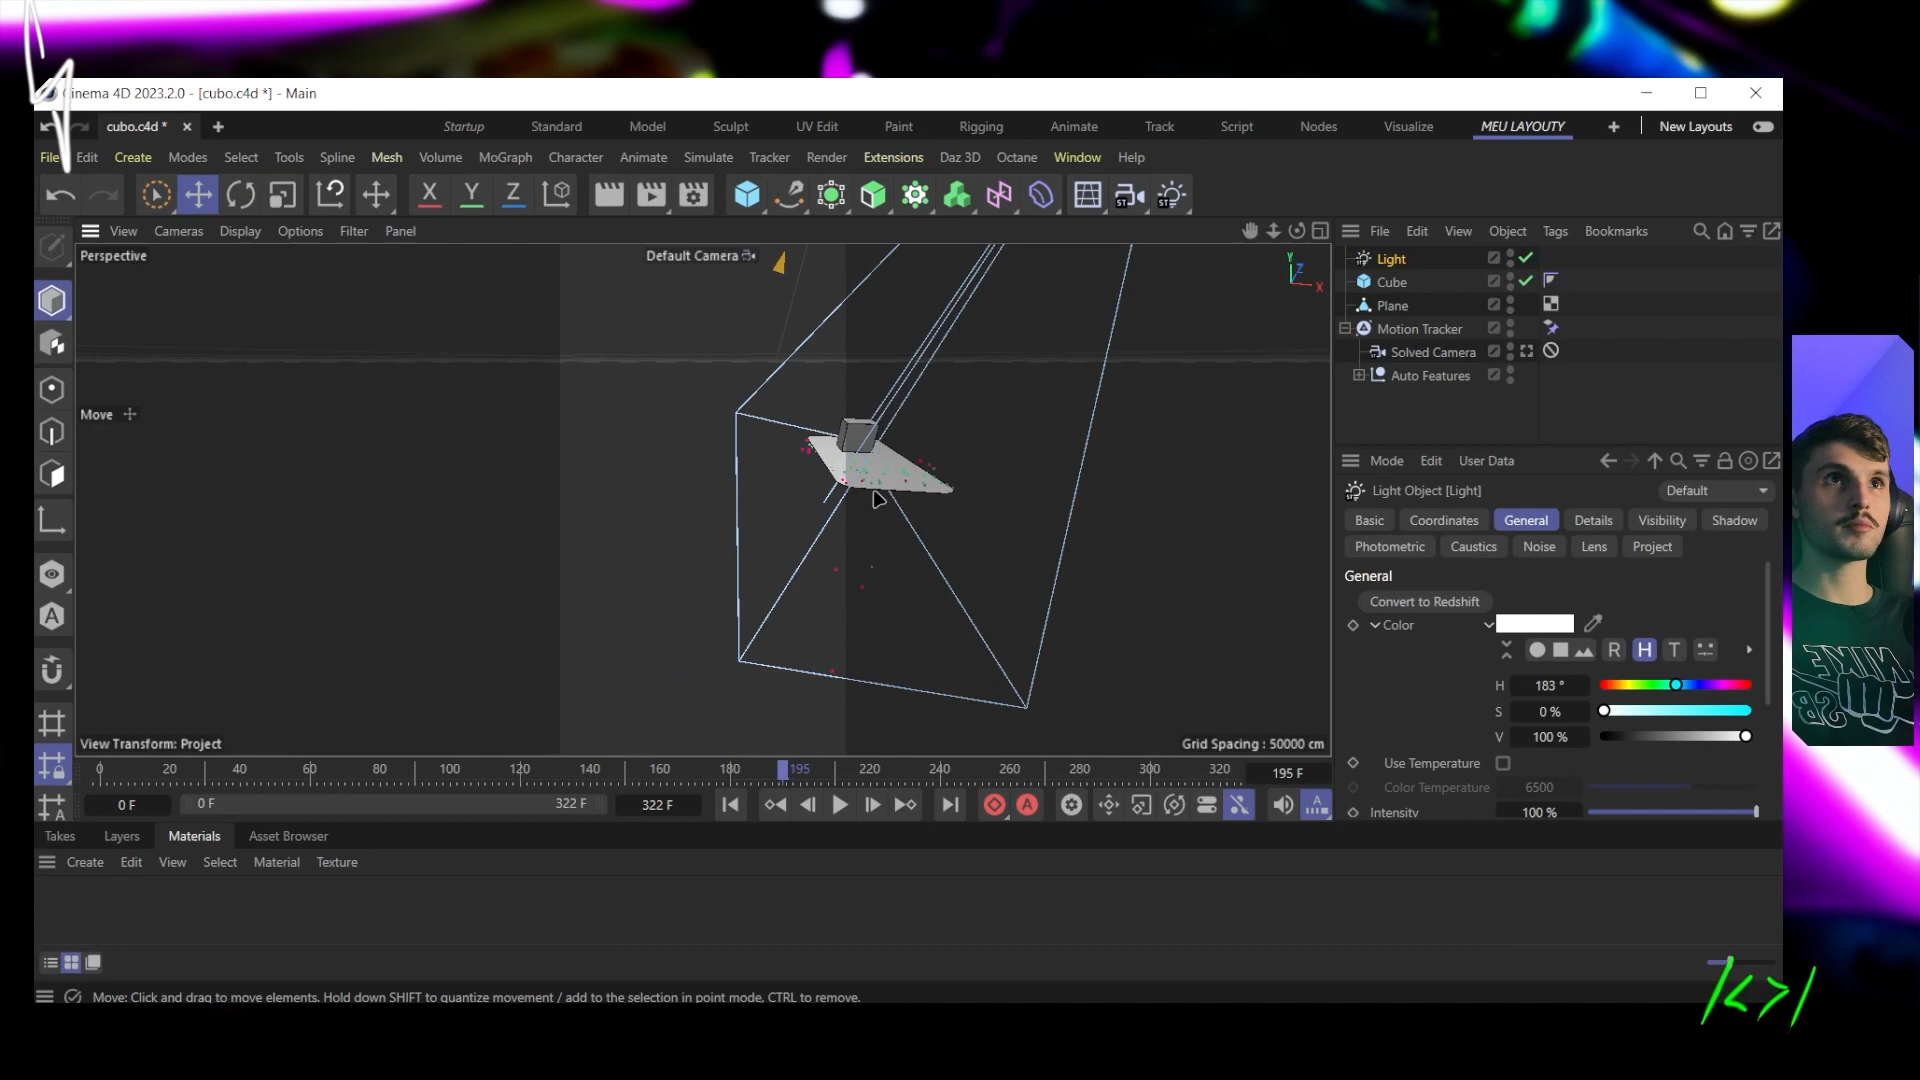 Cinema 4D 2023.2.0 - [cubo.c4d *] - Main
cubo.c4d *
Startup Standard Model Sculpt UV Edit Paint Rigging Animate Track Script Nodes Visualize MEU LAYOUTY New Layouts
File Edit Create Modes Select Tools Spline Mesh Volume MoGraph Character Animate Simulate Tracker Render Extensions Daz 3D Octane Window Help
X Y Z ST ST
View Cameras Display Options Filter Panel
File Edit View Object Tags Bookmarks
Perspective
Default Camera
Y Z X
Light
Cube
Plane
Motion Tracker
Solved Camera
Auto Features
Move
Mode Edit User Data
Light Object [Light]
Default
Basic Coordinates General Details Visibility Shadow
Photometric Caustics Noise Lens Project
General
Convert to Redshift
Color
R H T
H 183 °
S 0 %
V 100 %
Use Temperature
Color Temperature 6500
Intensity 100 %
View Transform: Project
Grid Spacing : 50000 cm
0 20 40 60 80 100 120 140 160 180 195 220 240 260 280 300 320
195 F
0 F 0 F 322 F 322 F
A
Takes Layers Materials Asset Browser
Create Edit View Select Material Texture
Move: Click and drag to move elements. Hold down SHIFT to quantize movement / add to the selection in point mode, CTRL to remove.